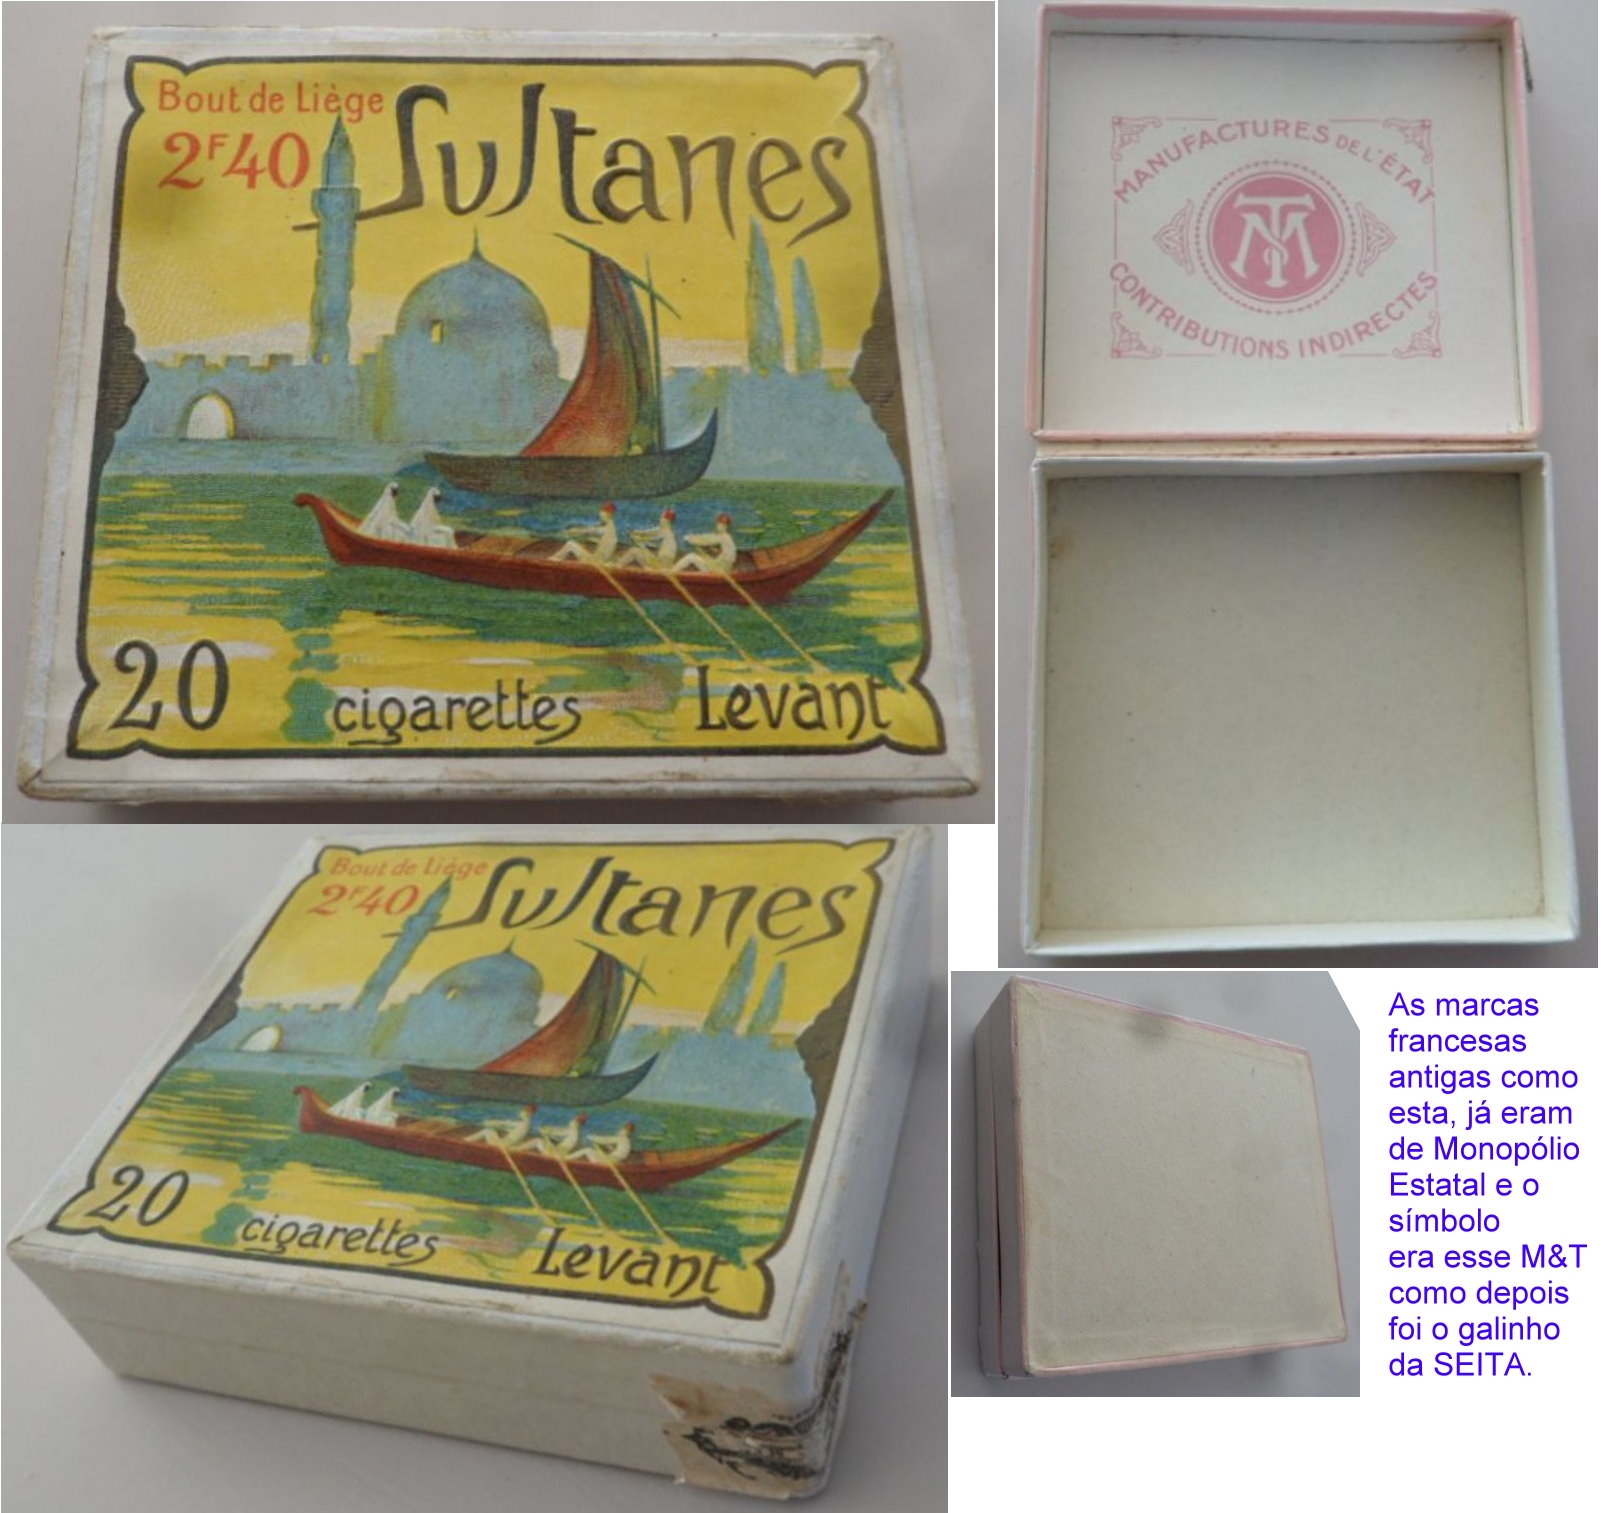 Bout de Liège
2F40
Sultanes
20 cigarettes Levant
MANUFACTURES DE L'ÉTAT
TM
CONTRIBUTIONS INDIRECTES
Bout de Liège
2F40
Sultanes
20 cigarettes Levant
As marcas
francesas
antigas como
esta, já eram
de Monopólio
Estatal e o
símbolo
era esse M&T
como depois
foi o galinho
da SEITA.